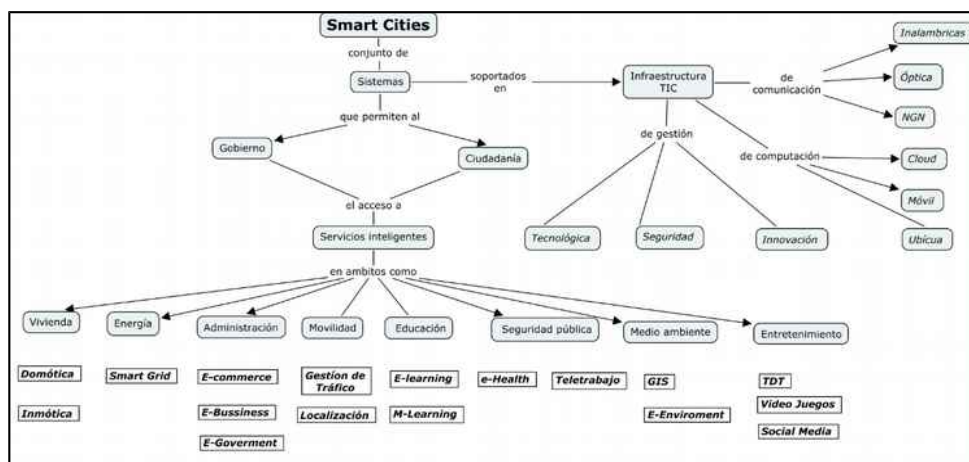 Smart Cities
conjunto de
Sistemas
soportados
en
Infraestructura
TIC
de
comunicación
Inalambricas
Óptica
NGN
que permiten al
Gobierno
Ciudadanía
de gestión
de computación
Cloud
Móvil
Ubícua
el acceso a
Tecnológica
Seguridad
Innovación
Servicios inteligentes
en ambitos como
Vivienda
Energía
Administración
Movilidad
Educación
Seguridad pública
Medio ambiente
Entretenimiento
Domótica
Smart Grid
E-commerce
Gestion de
Tráfico
E-learning
e-Health
Teletrabajo
GIS
TDT
Inmótica
E-Bussiness
Localización
M-Learning
E-Enviroment
Video Juegos
E-Goverment
Social Media